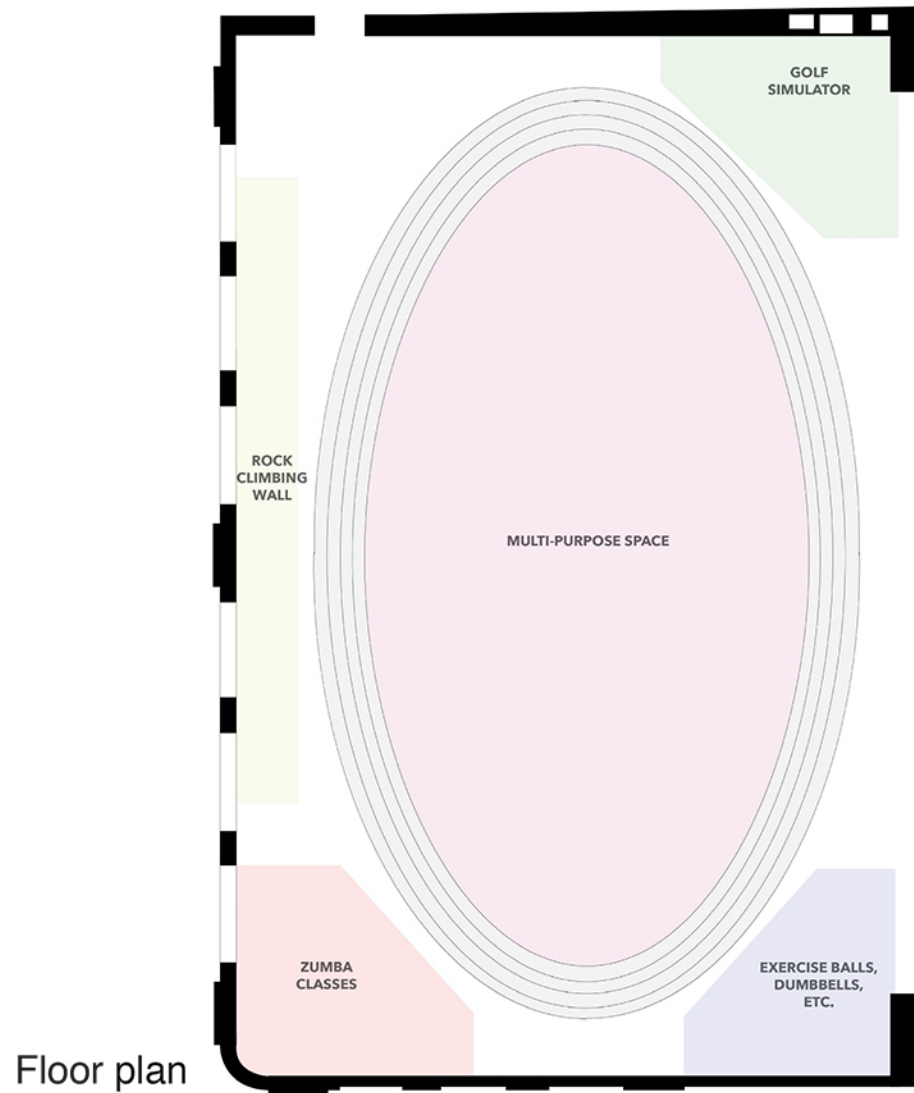 GOLF
SIMULATOR
ROCK
CLIMBING
WALL
MULTI-PURPOSE SPACE
ZUMBA
CLASSES
EXERCISE BALLS,
DUMBBELLS,
ETC.
Floor plan